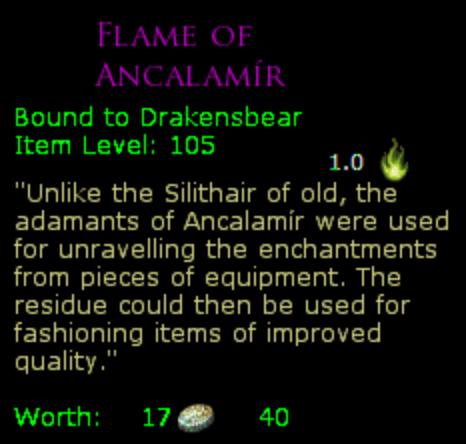 Flame of
Ancalamír
Bound to Drakensbear
Item Level: 105
1.0
"Unlike the Silithair of old, the
adamants of Ancalamír were used
for unravelling the enchantments
from pieces of equipment. The
residue could then be used for
fashioning items of improved
quality."
Worth: 17 40